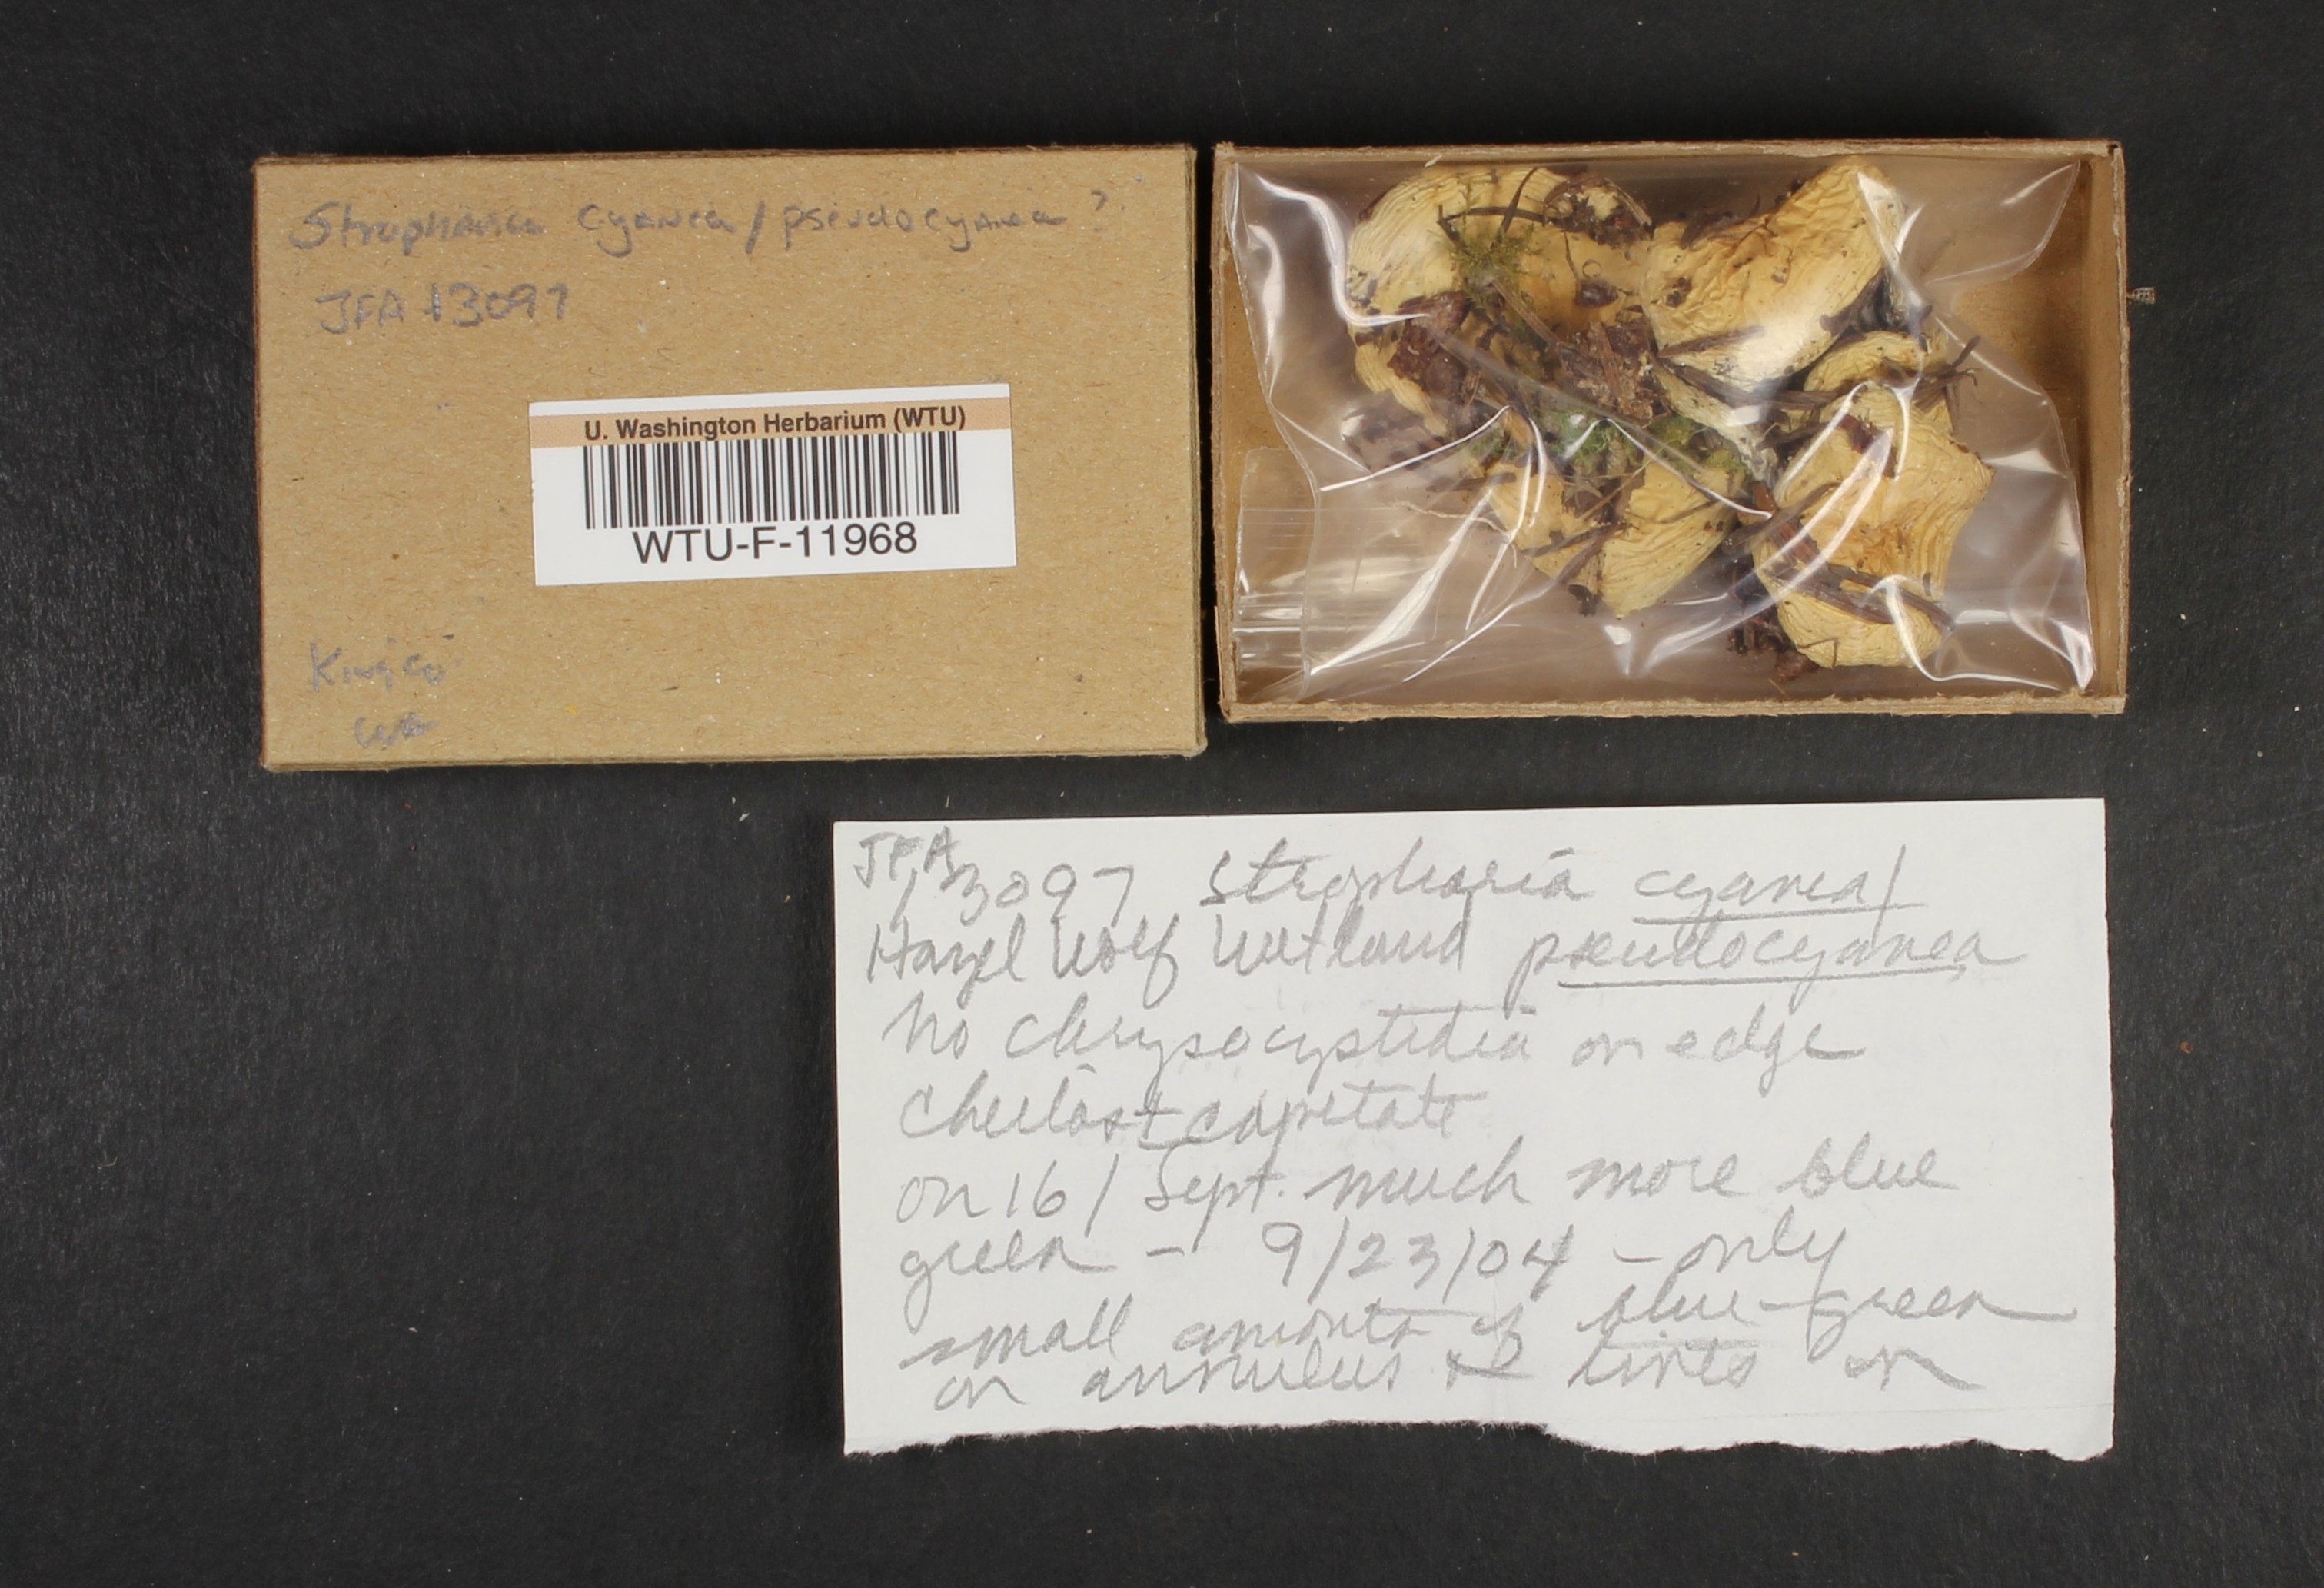 Stropharia cyanea / pseudocyanea ?
JFA 13097
U. Washington Herbarium (WTU)
WTU-F-11968
King Co
WA
JFA
13097 Stropharia cyanea/
Hazel Wolf Wetland pseudocyanea
No chrysocystidia on edge
Cheilos ± capitate
on 16 / Sept. much more blue
green - 9/23/04 - only
small amonts of blue-green
on annulus & tints on